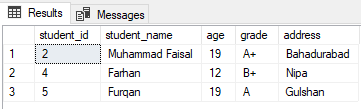 Results Messages
student_id student_name age grade address
1 2 Muhammad Faisal 19 A+ Bahadurabad
2 4 Farhan 12 B+ Nipa
3 5 Furqan 19 A Gulshan